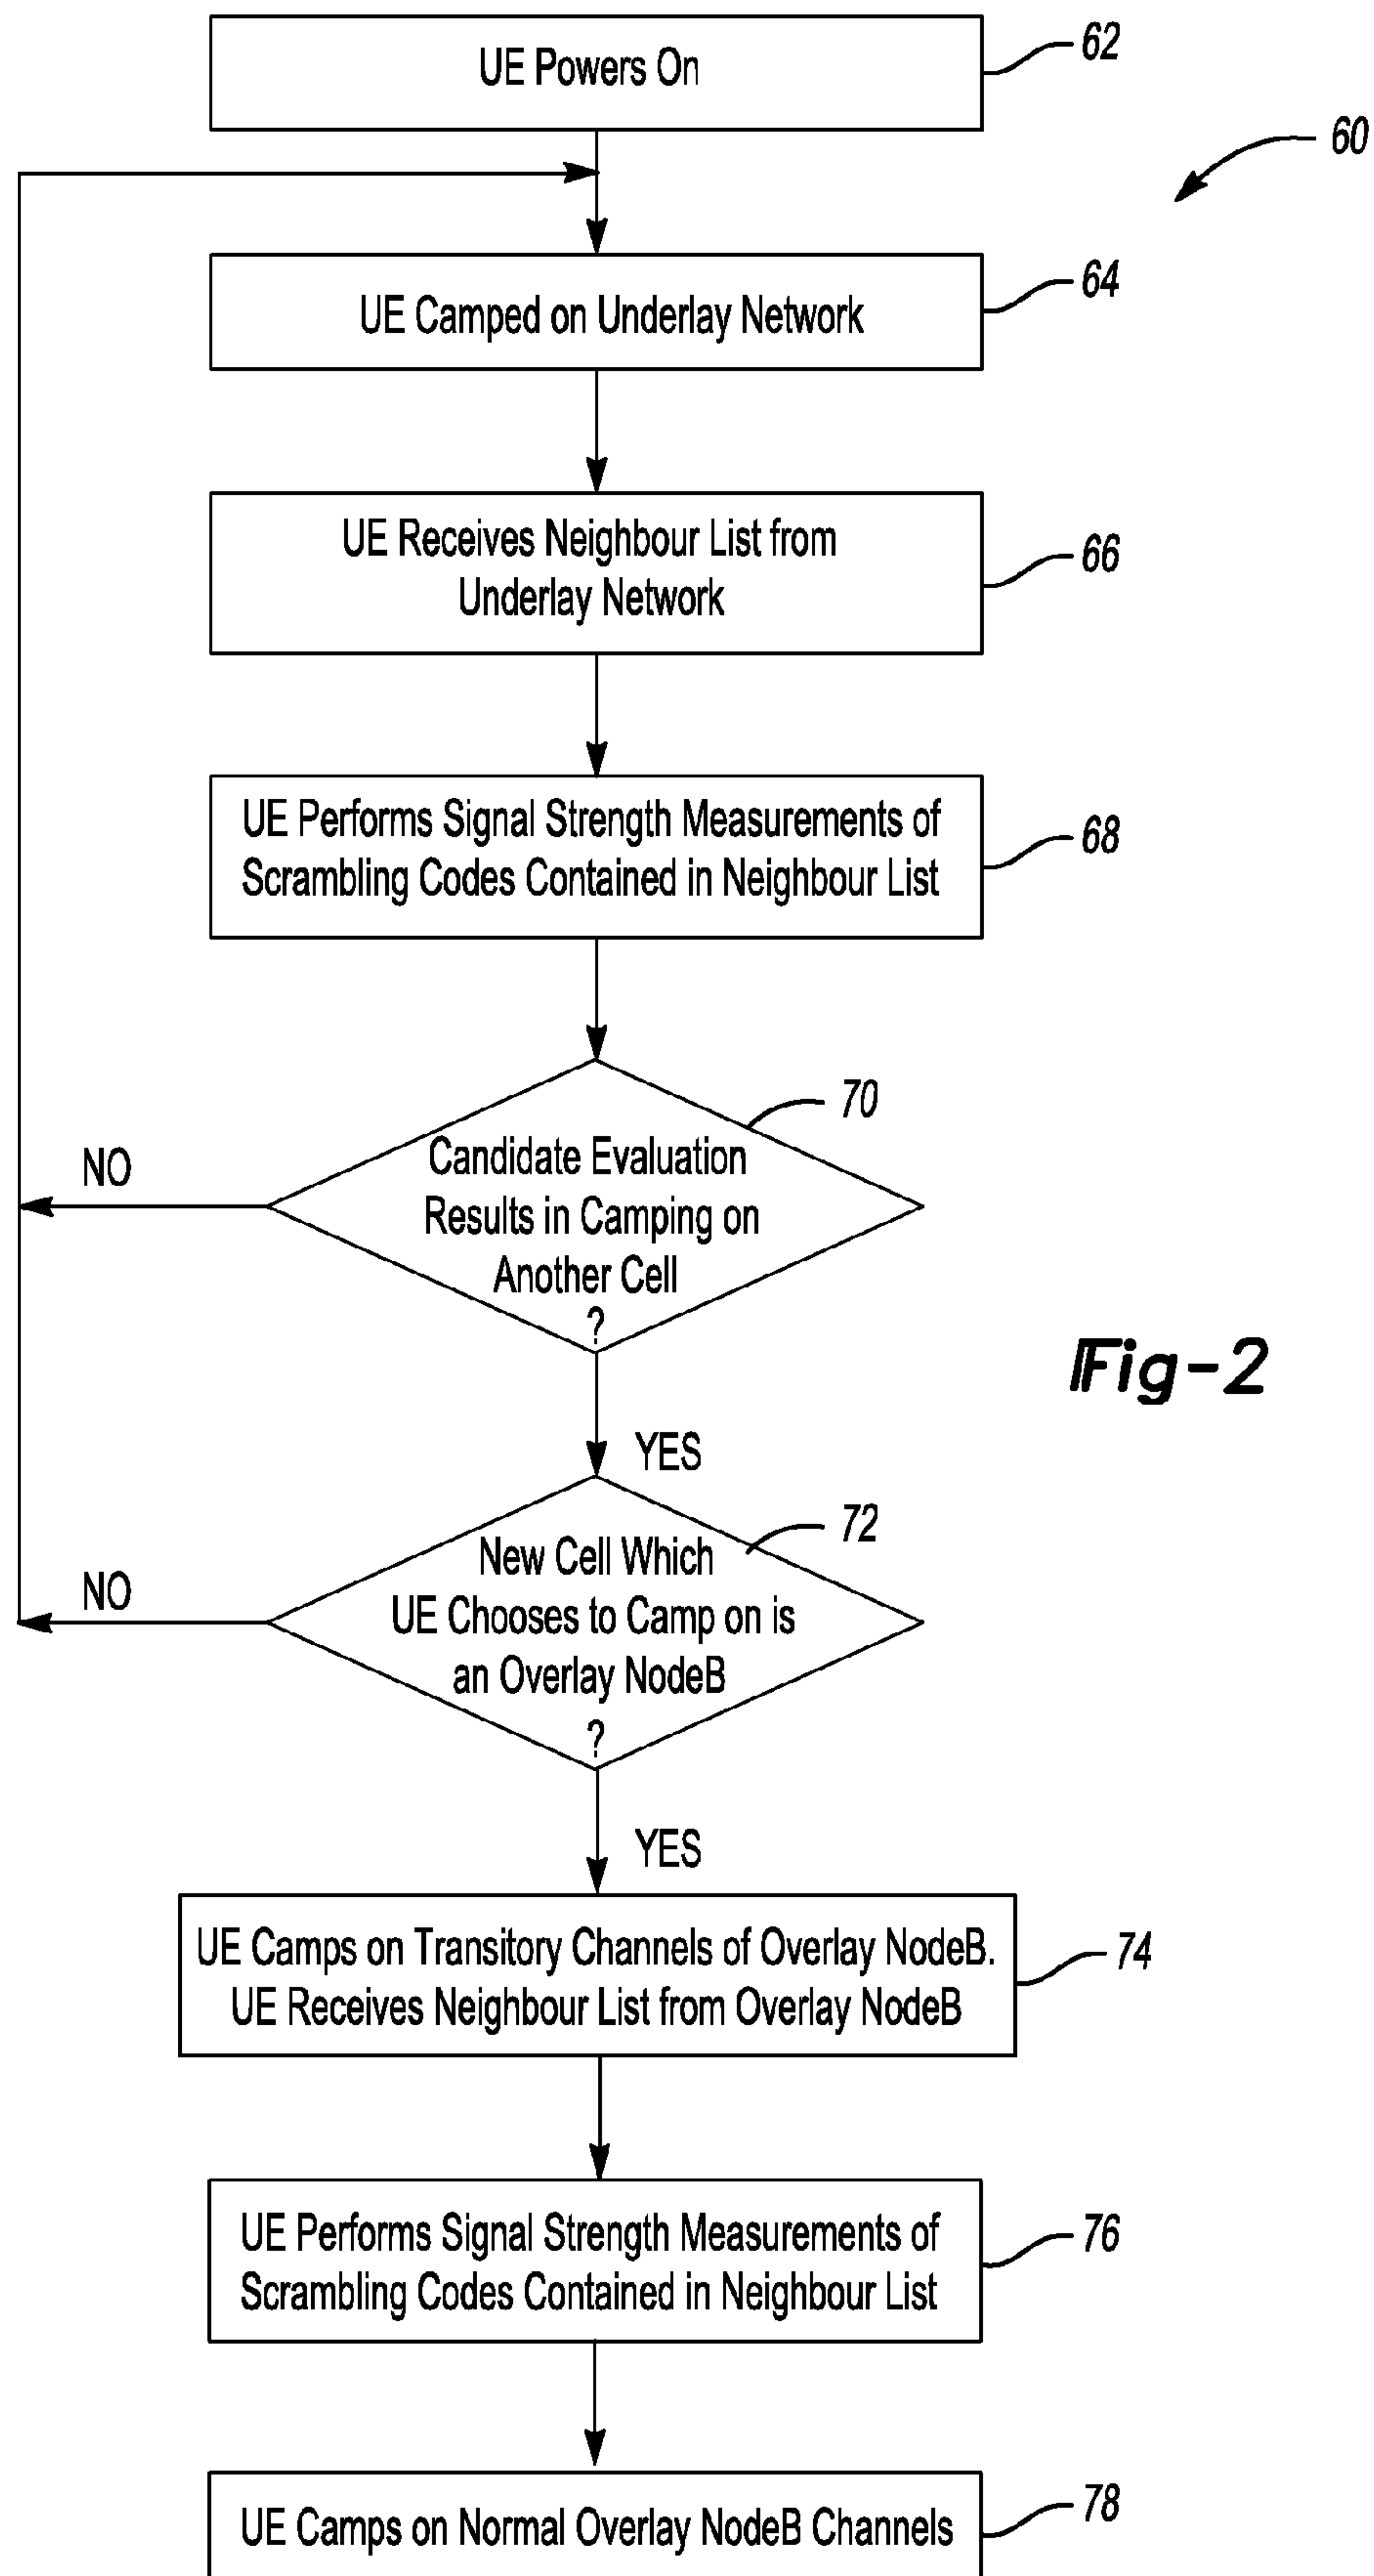 UE Powers On
62
60
UE Camped on Underlay Network
64
UE Receives Neighbour List from
Underlay Network
66
UE Performs Signal Strength Measurements of
Scrambling Codes Contained in Neighbour List
68
70
Candidate Evaluation
Results in Camping on
Another Cell
?
NO
Fig-2
YES
72
New Cell Which
UE Chooses to Camp on is
an Overlay NodeB
?
NO
YES
UE Camps on Transitory Channels of Overlay NodeB.
UE Receives Neighbour List from Overlay NodeB
74
UE Performs Signal Strength Measurements of
Scrambling Codes Contained in Neighbour List
76
UE Camps on Normal Overlay NodeB Channels
78